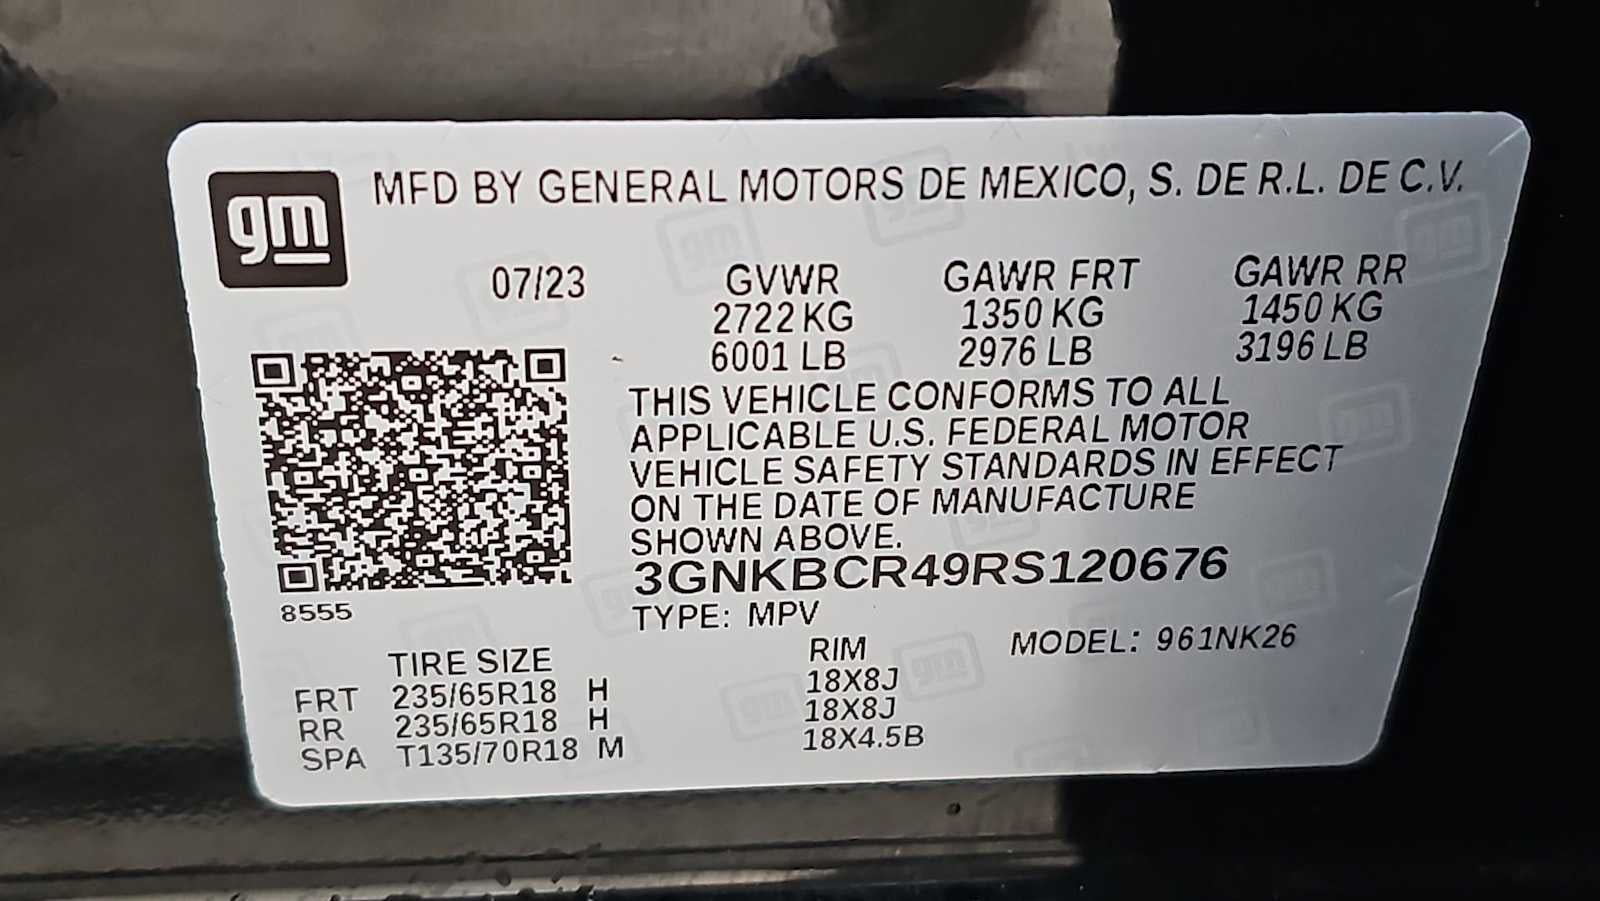 gm
MFD BY GENERAL MOTORS DE MEXICO, S. DE R.L. DE C.V.
07/23 GVWR GAWR FRT GAWR RR
2722 KG 1350 KG 1450 KG
6001 LB 2976 LB 3196 LB
THIS VEHICLE CONFORMS TO ALL
APPLICABLE U.S. FEDERAL MOTOR
VEHICLE SAFETY STANDARDS IN EFFECT
ON THE DATE OF MANUFACTURE
SHOWN ABOVE.
3GNKBCR49RS120676
8555
TYPE: MPV
MODEL: 961NK26
TIRE SIZE RIM
FRT 235/65R18 H 18X8J
RR 235/65R18 H 18X8J
SPA T135/70R18 M 18X4.5B